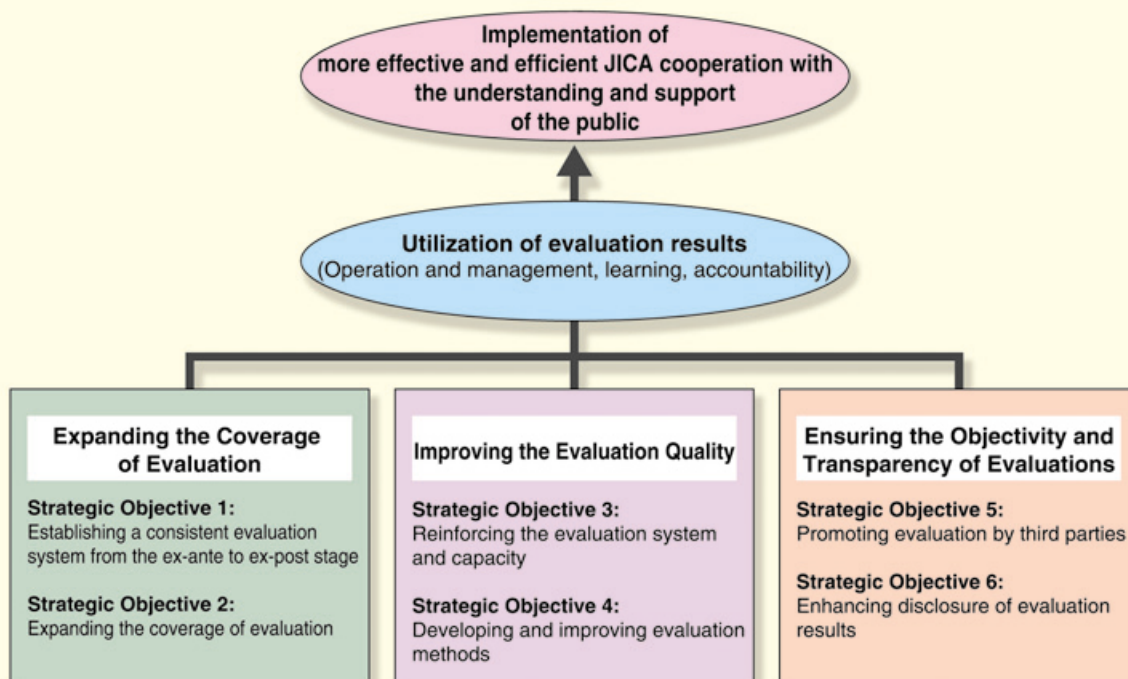 Implementation of
more effective and efficient JICA cooperation with
the understanding and support
of the public
Utilization of evaluation results
(Operation and management, learning, accountability)
Expanding the Coverage
of Evaluation
Strategic Objective 1:
Establishing a consistent evaluation
system from the ex-ante to ex-post stage
Strategic Objective 2:
Expanding the coverage of evaluation
Improving the Evaluation Quality
Strategic Objective 3:
Reinforcing the evaluation system
and capacity
Strategic Objective 4:
Developing and improving evaluation
methods
Ensuring the Objectivity and
Transparency of Evaluations
Strategic Objective 5:
Promoting evaluation by third parties
Strategic Objective 6:
Enhancing disclosure of evaluation
results